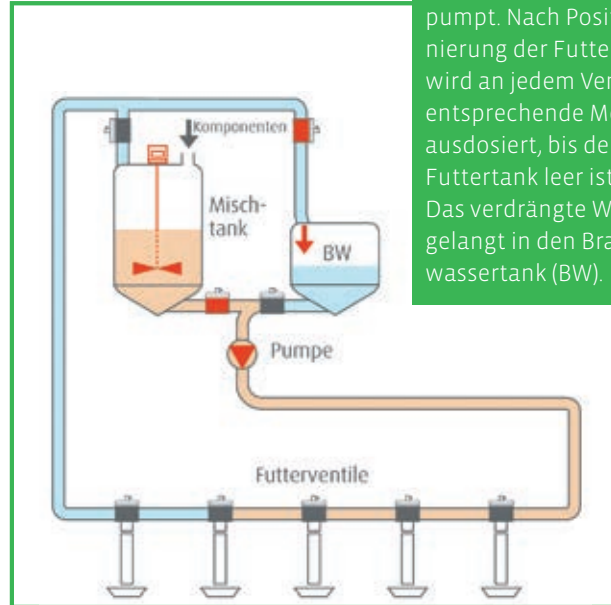 pumpt. Nach Posi
nierung der Futte
wird an jedem Ver
entsprechende M
ausdosiert, bis de
Futtertank leer ist
Das verdrängte W
gelangt in den Bra
wassertank (BW).
Komponenten
Misch-
tank
BW
Pumpe
Futterventile